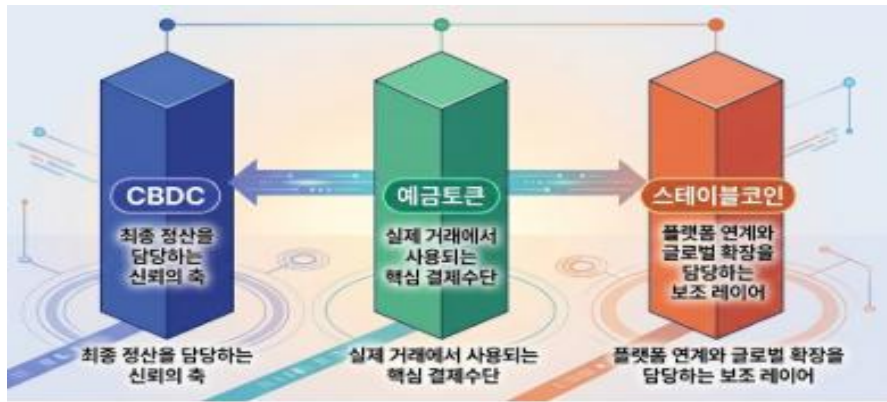 CBDC
최종 정산을
담당하는
신뢰의 축
예금토큰
실제 거래에서
사용되는
핵심 결제수단
스테이블코인
플랫폼 연계와
글로벌 확장을
담당하는
보조 레이어
최종 정산을 담당하는
신뢰의 축
실제 거래에서 사용되는
핵심 결제수단
플랫폼 연계와 글로벌 확장을
담당하는 보조 레이어